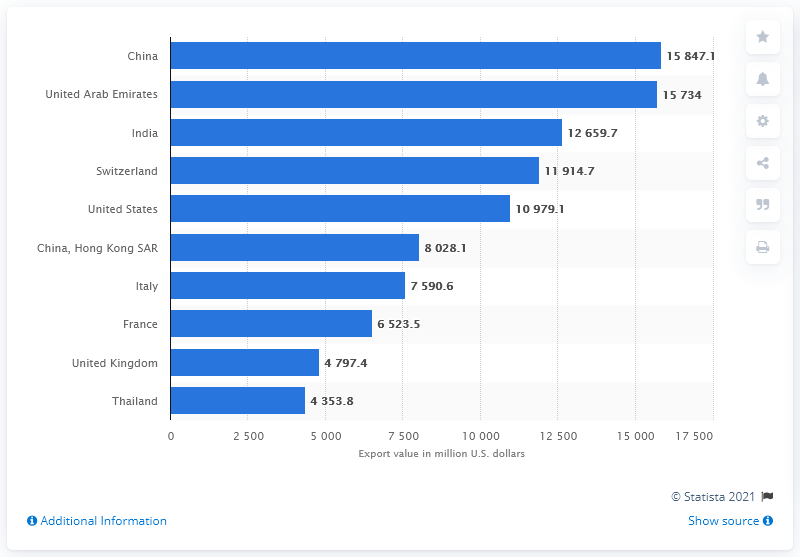 China 15 847.1
United Arab Emirates 15 734
India 12 659.7
Switzerland 11 914.7
United States 10 979.1
China, Hong Kong SAR 8 028.1
Italy 7 590.6
France 6 523.5
United Kingdom 4 797.4
Thailand 4 353.8
0 2 500 5 000 7 500 10 000 12 500 15 000 17 500
Export value in million U.S. dollars
© Statista 2021
Additional Information Show source